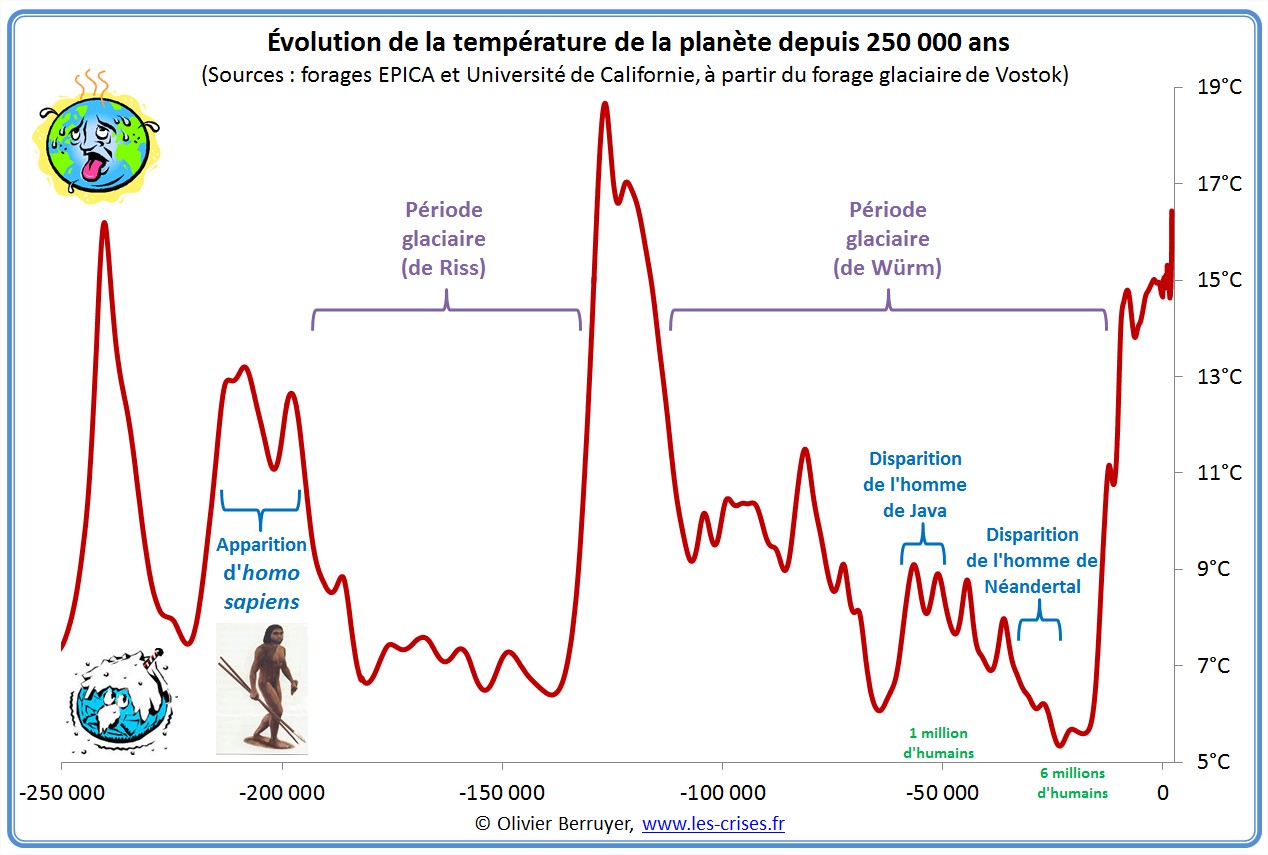 Évolution de la température de la planète depuis 250 000 ans
(Sources : forages EPICA et Université de Californie, à partir du forage glaciaire de Vostok)
19°C
17°C
15°C
13°C
11°C
9°C
7°C
5°C
Période
glaciaire
(de Riss)
Période
glaciaire
(de Würm)
Disparition
de l'homme
de Java
Disparition
de l'homme de
Néandertal
Apparition
d'homo
sapiens
1 million
d'humains
6 millions
d'humains
-250 000
-200 000
-150 000
-100 000
-50 000
0
© Olivier Berruyer, www.les-crises.fr